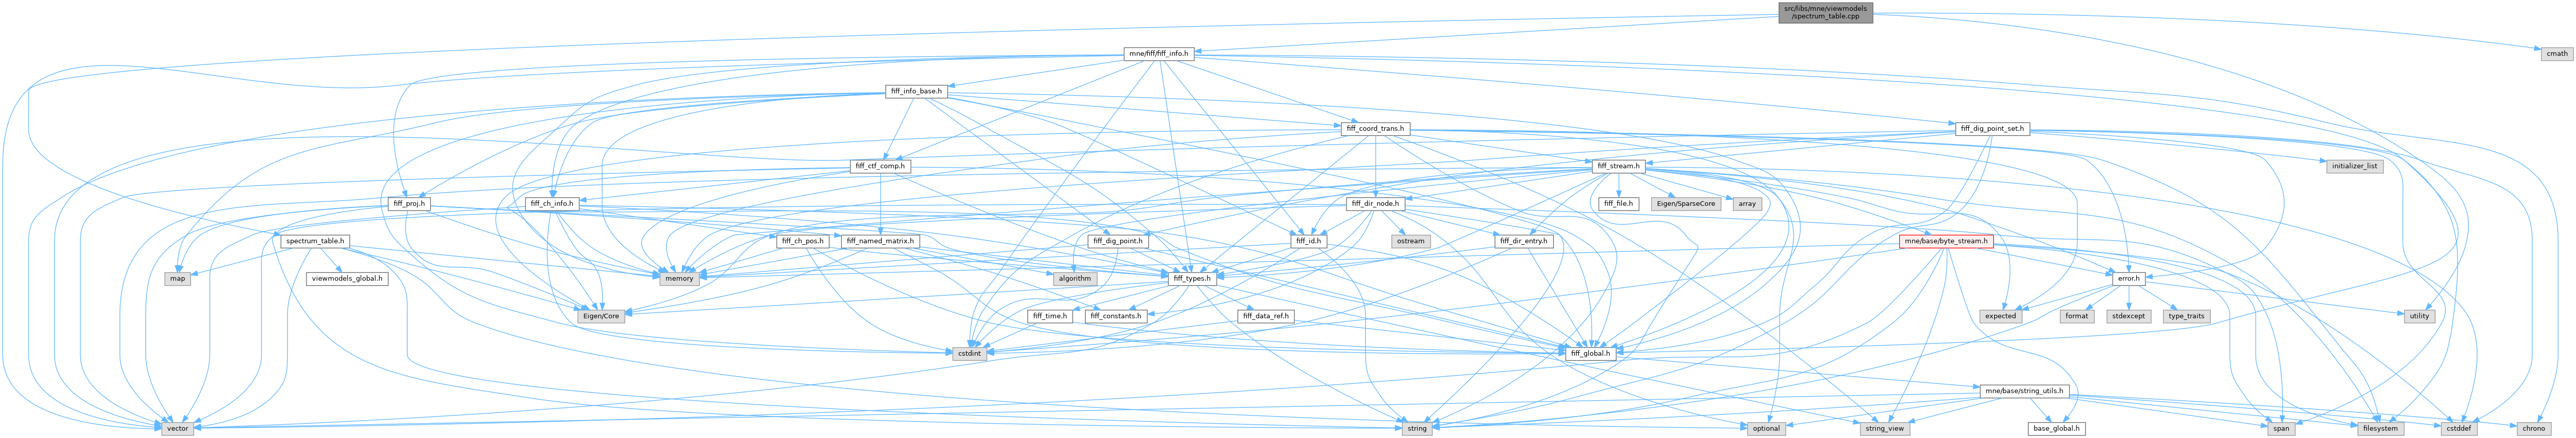 src/libs/mne/viewmodels
/spectrum_table.cpp
mne/fiff/fiff_info.h
cmath
fiff_info_base.h
fiff_coord_trans.h
fiff_dig_point_set.h
fiff_ctf_comp.h
fiff_stream.h
initializer_list
fiff_proj.h
fiff_ch_info.h
fiff_dir_node.h
fiff_file.h
Eigen/SparseCore
array
spectrum_table.h
fiff_ch_pos.h
fiff_named_matrix.h
fiff_dig_point.h
fiff_id.h
ostream
fiff_dir_entry.h
mne/base/byte_stream.h
map
viewmodels_global.h
memory
algorithm
fiff_types.h
error.h
Eigen/Core
fiff_time.h
fiff_constants.h
fiff_data_ref.h
expected
format
stdexcept
type_traits
utility
cstdint
fiff_global.h
mne/base/string_utils.h
vector
string
optional
string_view
base_global.h
span
filesystem
cstddef
chrono